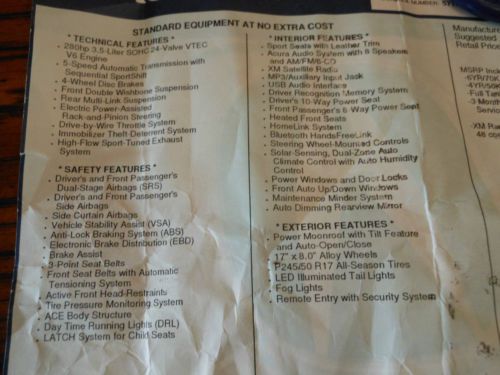 STANDARD EQUIPMENT AT NO EXTRA COST
* TECHNICAL FEATURES *
• 280hp 3.5-Liter SOHC 24-Valve VTEC
V6 Engine
• 5-Speed Automatic Transmission with
Sequential SportShift
• 4-Wheel Disc Brakes
• Front Double Wishbone Suspension
• Rear Multi-Link Suspension
• Electric Power-Assisted
Rack-and-Pinion Steering
• Drive-by-Wire Throttle System
• Immobilizer Theft-Deterrent System
• High-Flow Sport-Tuned Exhaust
System
* SAFETY FEATURES *
• Driver's and Front Passenger's
Dual-Stage Airbags (SRS)
• Driver's and Front Passenger's
Side Airbags
• Side Curtain Airbags
• Vehicle Stability Assist (VSA)
• Anti-Lock Braking System (ABS)
• Electronic Brake Distribution (EBD)
• Brake Assist
• 3-Point Seat Belts
• Front Seat Belts with Automatic
Tensioning System
• Active Front Head-Restraints
• Tire Pressure Monitoring System
• ACE Body Structure
• Day Time Running Lights (DRL)
• LATCH System for Child Seats
* INTERIOR FEATURES *
• Sport Seats with Leather Trim
• Acura Audio System with 8 Speakers
and AM/FM/6-CD
• XM Satellite Radio
• MP3/Auxiliary Input Jack
• USB Audio Interface
• Driver Recognition Memory System
• Driver's 10-Way Power Seat
• Front Passenger's 6 Way Power Seat
• Heated Front Seats
• HomeLink System
• Bluetooth HandsFreeLink
• Steering Wheel-Mounted Controls
• Solar-Sensing, Dual-Zone Auto
Climate Control with Auto Humidity
Control
• Power Windows and Door Locks
• Front Auto Up/Down Windows
• Maintenance Minder System
• Auto Dimming Rearview Mirror
* EXTERIOR FEATURES *
• Power Moonroof with Tilt Feature
and Auto-Open/Close
• 17" x 8.0" Alloy Wheels
• P245/50 R17 All-Season Tires
• LED Illuminated Tail Lights
• Fog Lights
• Remote Entry with Security System
Manufactur
Suggested
Retail Price
MSRP